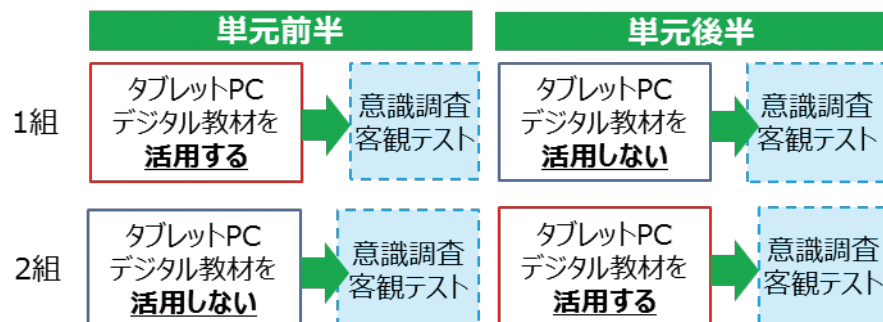 単元前半
単元後半
1組
タブレットPC
デジタル教材を
活用する
意識調査
客観テスト
タブレットPC
デジタル教材を
活用しない
意識調査
客観テスト
2組
タブレットPC
デジタル教材を
活用しない
意識調査
客観テスト
タブレットPC
デジタル教材を
活用する
意識調査
客観テスト